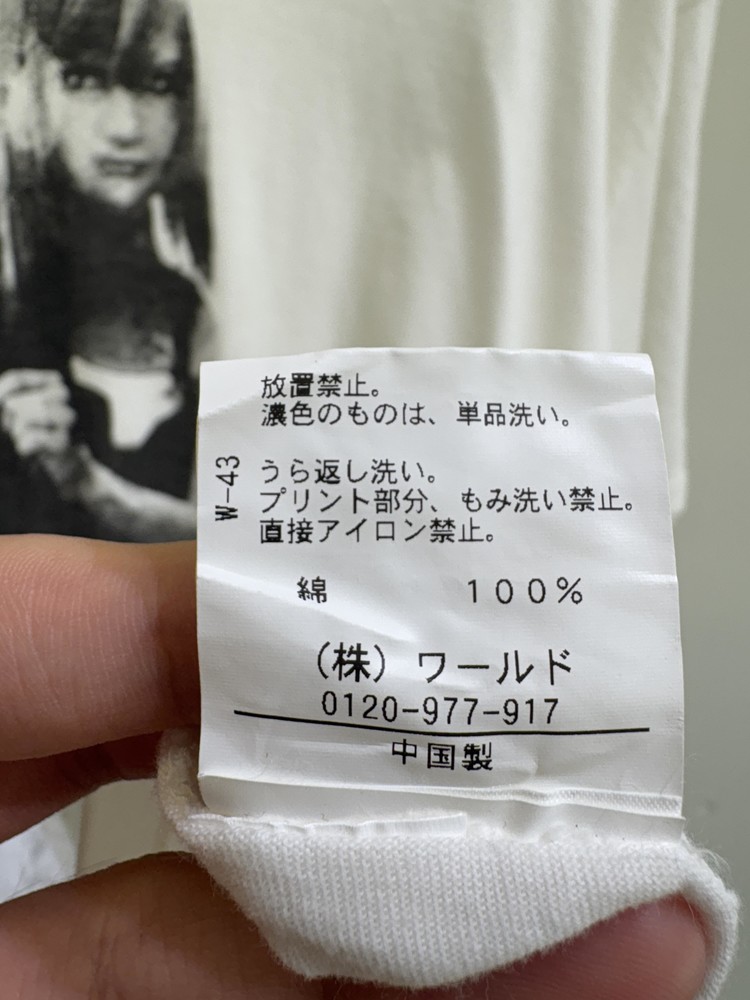 放置禁止。
濃色のものは、単品洗い。
W-43
うら返し洗い。
プリント部分、もみ洗い禁止。
直接アイロン禁止。
綿 100%
(株) ワールド
0120-977-917
中国製